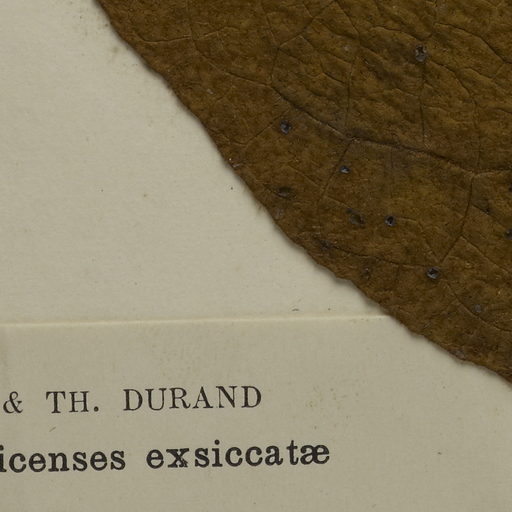 & TH. DURAND
icenses exsiccatæ